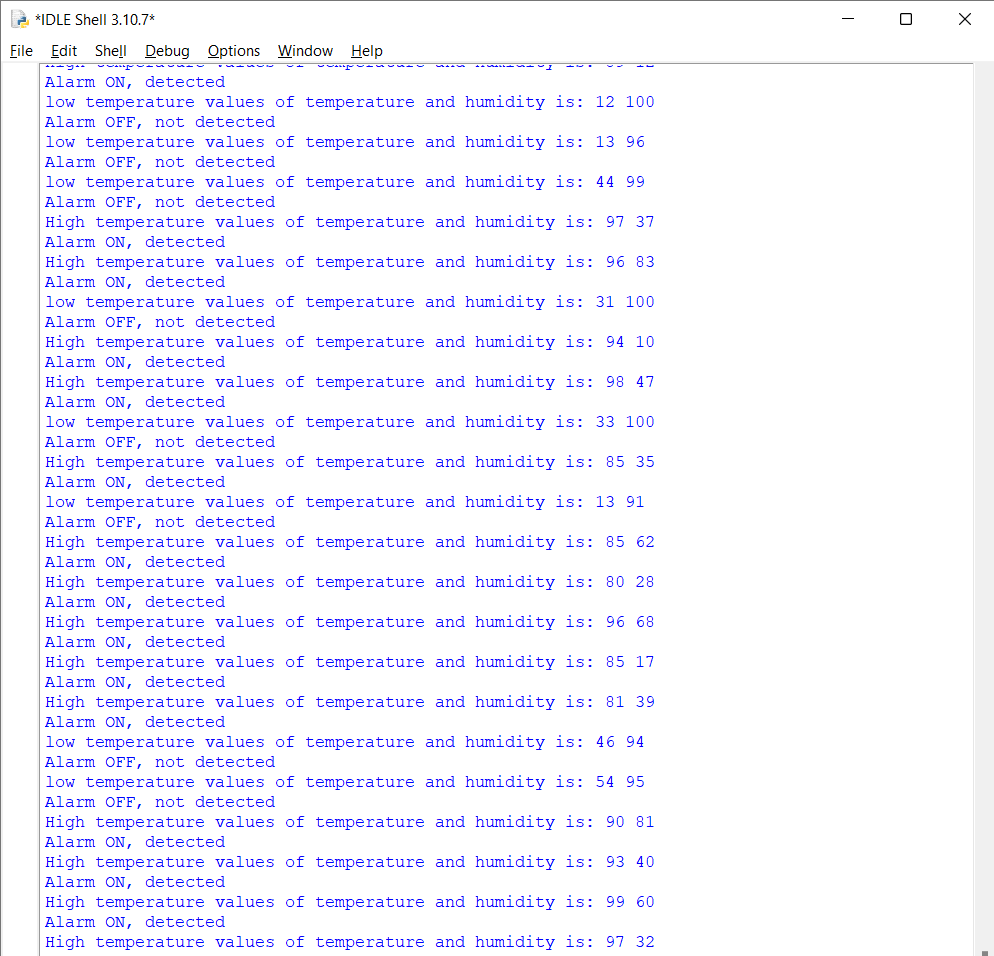 *IDLE Shell 3.10.7*
File Edit Shell Debug Options Window Help
High temperature values of temperature and humidity is:
Alarm ON, detected
low temperature values of temperature and humidity is: 12 100
Alarm OFF, not detected
low temperature values of temperature and humidity is: 13 96
Alarm OFF, not detected
low temperature values of temperature and humidity is: 44 99
Alarm OFF, not detected
High temperature values of temperature and humidity is: 97 37
Alarm ON, detected
High temperature values of temperature and humidity is: 96 83
Alarm ON, detected
low temperature values of temperature and humidity is: 31 100
Alarm OFF, not detected
High temperature values of temperature and humidity is: 94 10
Alarm ON, detected
High temperature values of temperature and humidity is: 98 47
Alarm ON, detected
low temperature values of temperature and humidity is: 33 100
Alarm OFF, not detected
High temperature values of temperature and humidity is: 85 35
Alarm ON, detected
low temperature values of temperature and humidity is: 13 91
Alarm OFF, not detected
High temperature values of temperature and humidity is: 85 62
Alarm ON, detected
High temperature values of temperature and humidity is: 80 28
Alarm ON, detected
High temperature values of temperature and humidity is: 96 68
Alarm ON, detected
High temperature values of temperature and humidity is: 85 17
Alarm ON, detected
High temperature values of temperature and humidity is: 81 39
Alarm ON, detected
low temperature values of temperature and humidity is: 46 94
Alarm OFF, not detected
low temperature values of temperature and humidity is: 54 95
Alarm OFF, not detected
High temperature values of temperature and humidity is: 90 81
Alarm ON, detected
High temperature values of temperature and humidity is: 93 40
Alarm ON, detected
High temperature values of temperature and humidity is: 99 60
Alarm ON, detected
High temperature values of temperature and humidity is: 97 32